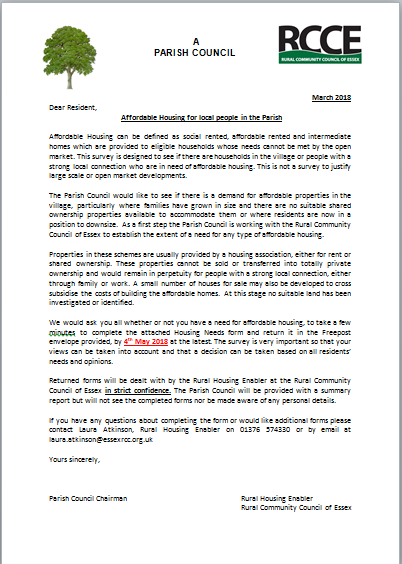 A
PARISH COUNCIL
RCCE
RURAL COMMUNITY COUNCIL OF ESSEX
March 2018
Dear Resident,
Affordable Housing for local people in the Parish
Affordable Housing can be defined as social rented, affordable rented and intermediate
homes which are provided to eligible households whose needs cannot be met by the open
market. This survey is designed to see if there are households in the village or people with a
strong local connection who are in need of affordable housing. This is not a survey to justify
large scale or open market developments.
The Parish Council would like to see if there is a demand for affordable properties in the
village, particularly where families have grown in size and there are no suitable shared
ownership properties available to accommodate them or where residents are now in a
position to downsize. As a first step the Parish Council is working with the Rural Community
Council of Essex to establish the extent of a need for any type of affordable housing.
Properties in these schemes are usually provided by a housing association, either for rent or
shared ownership. These properties cannot be sold or transferred into totally private
ownership and would remain in perpetuity for people with a strong local connection, either
through family or work. A small number of houses for sale may also be developed to cross
subsidise the costs of building the affordable homes. At this stage no suitable land has been
investigated or identified.
We would ask you all whether or not you have a need for affordable housing, to take a few
minutes to complete the attached Housing Needs form and return it in the Freepost
envelope provided, by 4th May 2018 at the latest. The survey is very important so that your
views can be taken into account and that a decision can be taken based on all residents'
needs and opinions.
Returned forms will be dealt with by the Rural Housing Enabler at the Rural Community
Council of Essex in strict confidence. The Parish Council will be provided with a summary
report but will not see the completed forms nor be made aware of any personal details.
If you have any questions about completing the form or would like additional forms please
contact Laura Atkinson, Rural Housing Enabler on 01376 574330 or by email at
laura.atkinson@essexrcc.org.uk
Yours sincerely,
Parish Council Chairman
Rural Housing Enabler
Rural Community Council of Essex